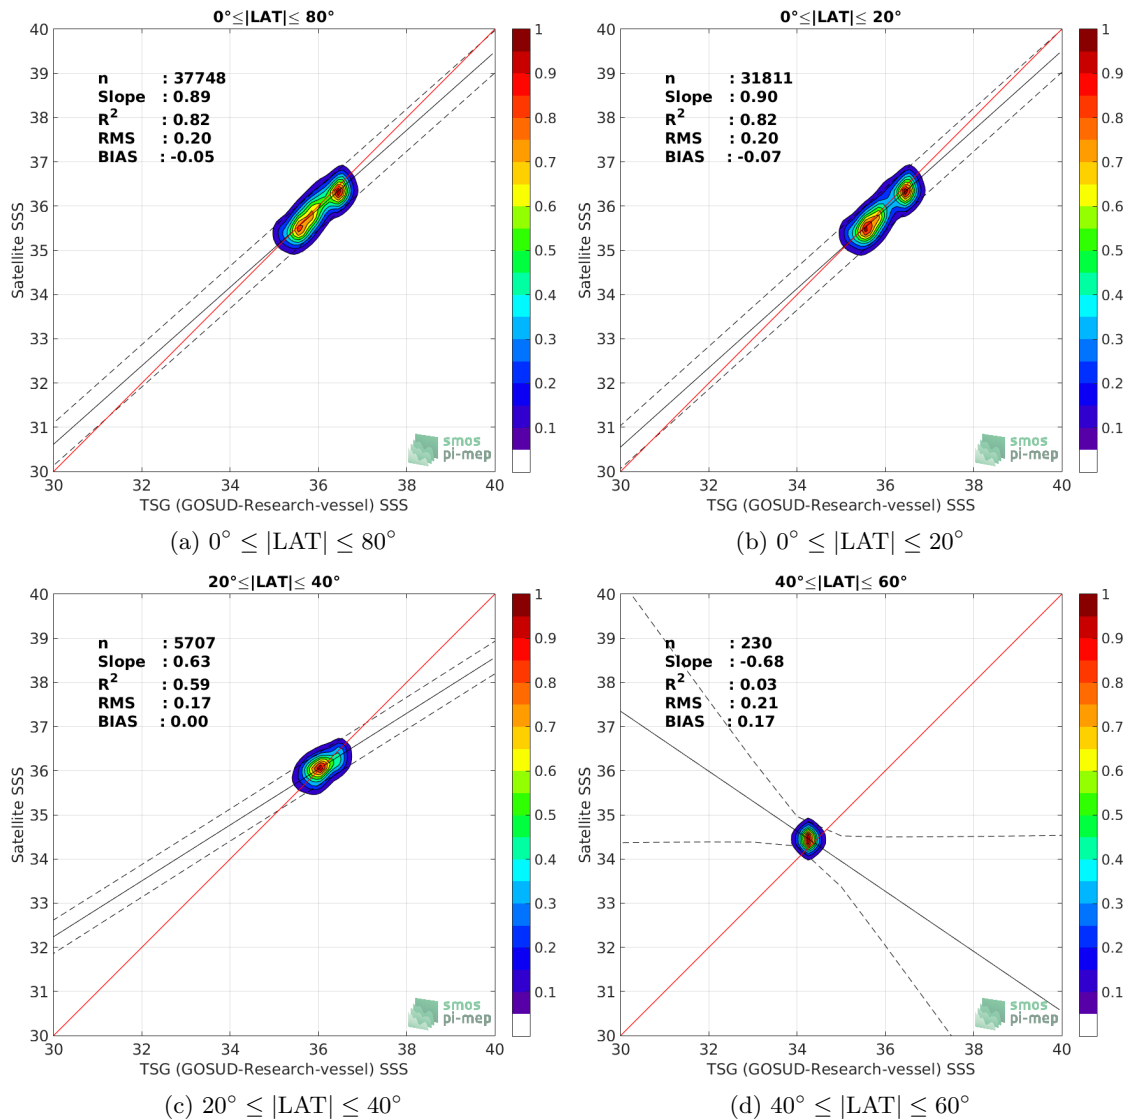 0°≤|LAT|≤ 80°
n : 37748
Slope : 0.89
R2 : 0.82
RMS : 0.20
BIAS : -0.05
40
39
38
37
36
35
34
33
32
31
30
Satellite SSS
30 32 34 36 38 40
TSG (GOSUD-Research-vessel) SSS
1
0.9
0.8
0.7
0.6
0.5
0.4
0.3
0.2
0.1
smos
pi-mep
(a) 0° ≤ |LAT| ≤ 80°
0°≤|LAT|≤ 20°
n : 31811
Slope : 0.90
R2 : 0.82
RMS : 0.20
BIAS : -0.07
40
39
38
37
36
35
34
33
32
31
30
Satellite SSS
30 32 34 36 38 40
TSG (GOSUD-Research-vessel) SSS
1
0.9
0.8
0.7
0.6
0.5
0.4
0.3
0.2
0.1
smos
pi-mep
(b) 0° ≤ |LAT| ≤ 20°
20°≤|LAT|≤ 40°
n : 5707
Slope : 0.63
R2 : 0.59
RMS : 0.17
BIAS : 0.00
40
39
38
37
36
35
34
33
32
31
30
Satellite SSS
30 32 34 36 38 40
TSG (GOSUD-Research-vessel) SSS
1
0.9
0.8
0.7
0.6
0.5
0.4
0.3
0.2
0.1
smos
pi-mep
(c) 20° ≤ |LAT| ≤ 40°
40°≤|LAT|≤ 60°
n : 230
Slope : -0.68
R2 : 0.03
RMS : 0.21
BIAS : 0.17
40
39
38
37
36
35
34
33
32
31
30
Satellite SSS
30 32 34 36 38 40
TSG (GOSUD-Research-vessel) SSS
1
0.9
0.8
0.7
0.6
0.5
0.4
0.3
0.2
0.1
smos
pi-mep
(d) 40° ≤ |LAT| ≤ 60°